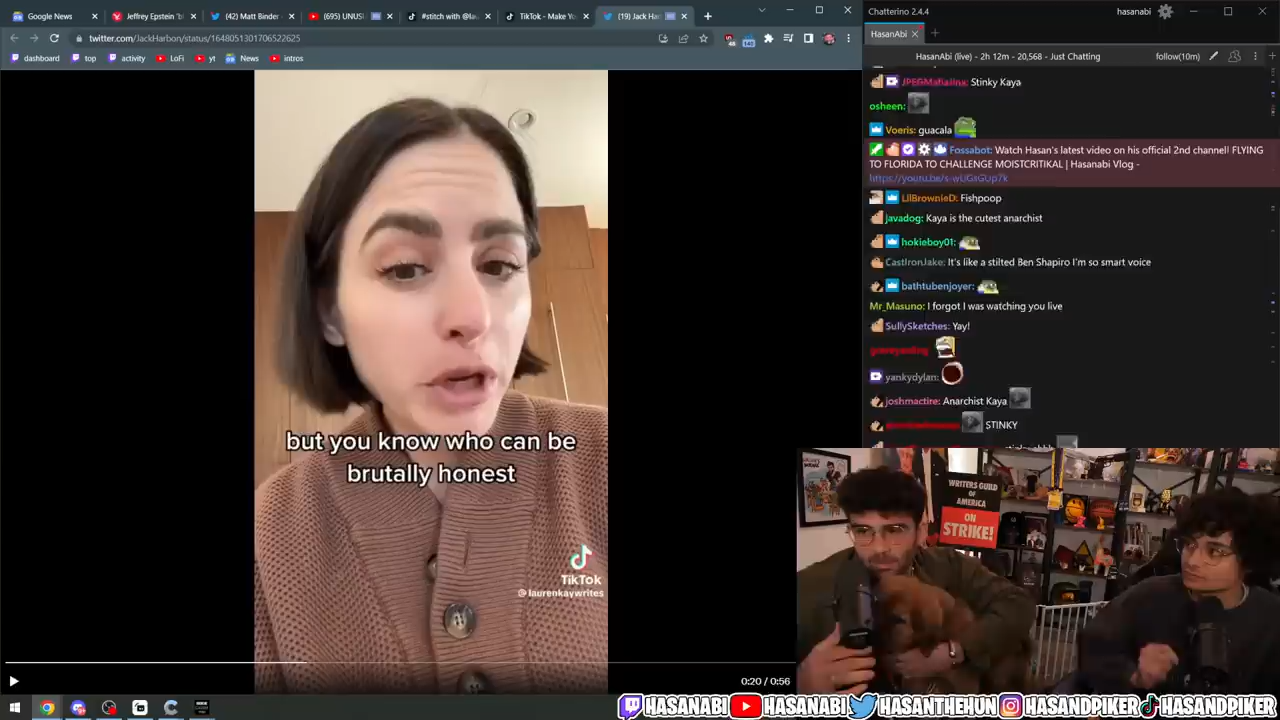 Google News
Jeffrey Epstein 'bl
(42) Matt Binder
(695) UNUS
#stitch with @lau
TikTok - Make Yo
(19) Jack Ha
twitter.com/JackHarbon/status/1648051301706522625
dashboard
top
activity
LoFi
yt
News
intros
but you know who can be
brutally honest
TikTok
@laurenkaywrites
0:20 / 0:56
Chatterino 2.4.4
hasanabi
HasanAbi
HasanAbi (live) - 2h 12m - 20,568 - Just Chatting
follow(10m)
JPEGMafiaJina: Stinky Kaya
osheen:
Voeris: guacala
Fossabot: Watch Hasan's latest video on his official 2nd channel! FLYING
TO FLORIDA TO CHALLENGE MOISTCRITIKAL | Hasanabi Vlog -
LilBrownieD: Fishpoop
Javadog: Kaya is the cutest anarchist
hokieboy01:
CastIronJake: It's like a stilted Ben Shapiro I'm so smart voice
bathtubenjoyer:
Mr_Masuno: I forgot I was watching you live
SullySketches: Yay!
yankydylan:
joshmactire: Anarchist Kaya
STINKY
WRITERS GUILD
OF
AMERICA
ON
STRIKE!
HASANABI
HASANABI
HASANTHEHUN
HASANDPIKER
HASANDPIKER